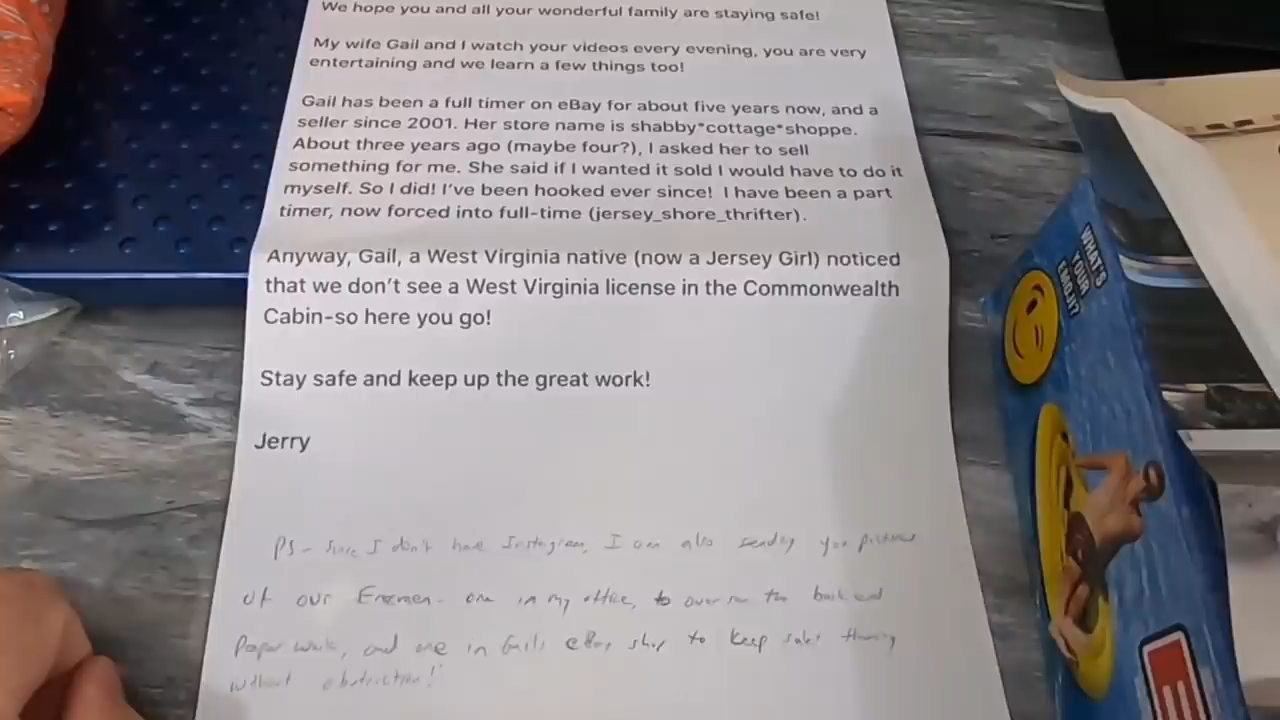 We hope you and all your wonderful family are staying safe!
My wife Gail and I watch your videos every evening, you are very
entertaining and we learn a few things too!
Gail has been a full timer on eBay for about five years now, and a
seller since 2001. Her store name is shabby*cottage*shoppe.
About three years ago (maybe four?), I asked her to sell
something for me. She said if I wanted it sold I would have to do it
myself. So I did! I've been hooked ever since! I have been a part
timer, now forced into full-time (jersey_shore_thrifter).
Anyway, Gail, a West Virginia native (now a Jersey Girl) noticed
that we don't see a West Virginia license in the Commonwealth
Cabin-so here you go!
Stay safe and keep up the great work!
Jerry
PS- Since I don't have Instagram, I am also sending you pictures
of our - one in my office, to oversee the back end
Paper work, and one in Gail's eBay shop to keep sales
without obstruction!
WHAT'S
YOUR
EMOJI?